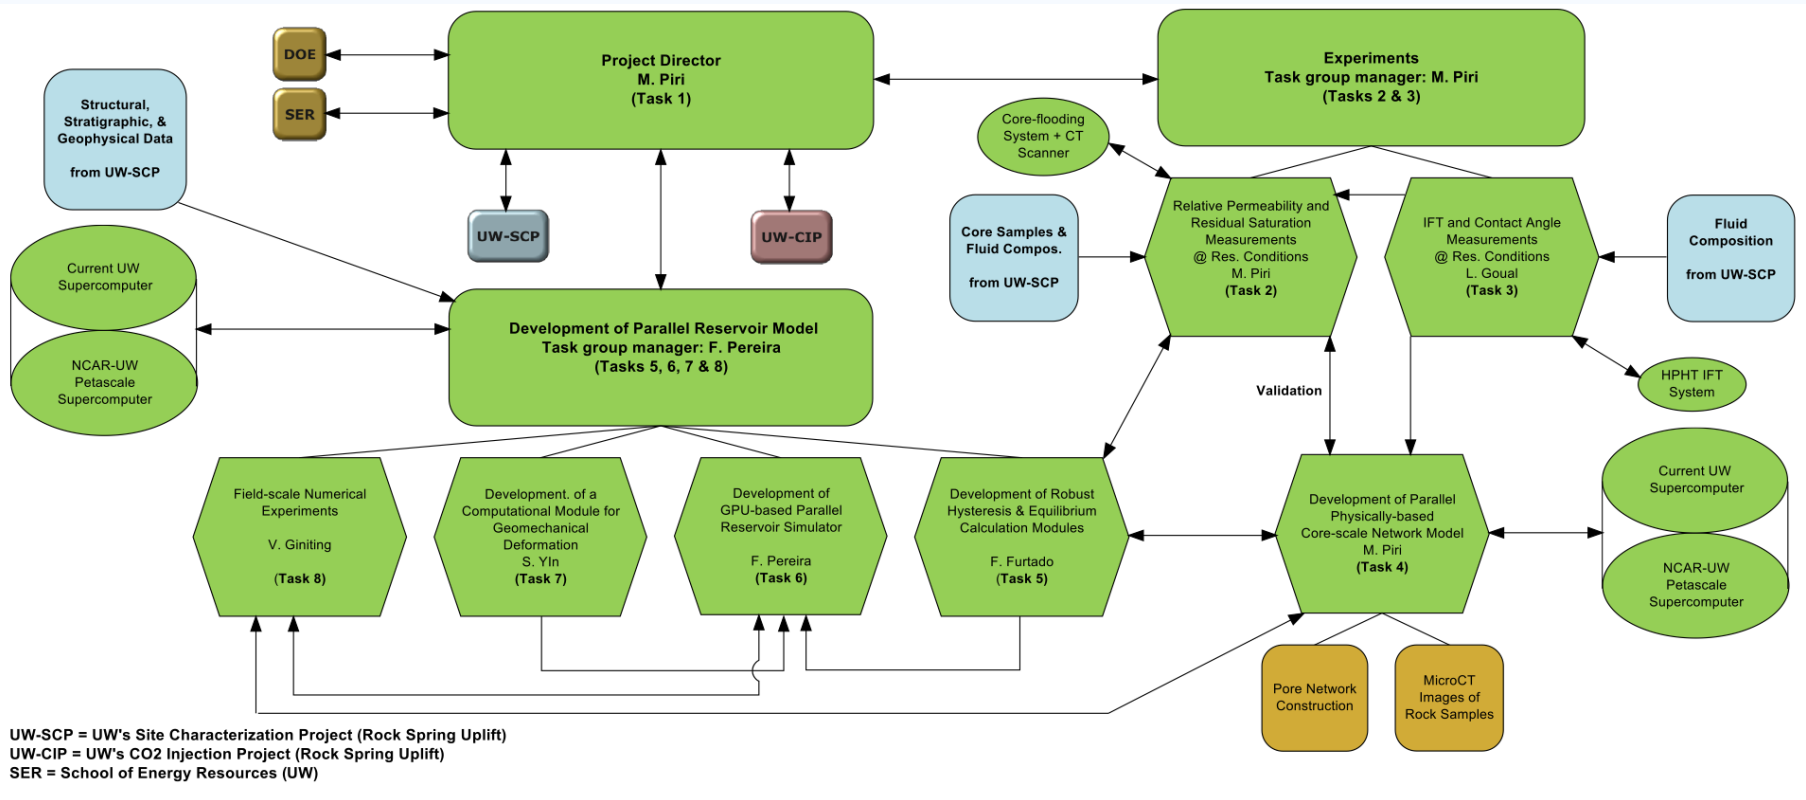 DOE
SER
Project Director
M. Piri
(Task 1)
Experiments
Task group manager: M. Piri
(Tasks 2 & 3)
Structural,
Stratigraphic, &
Geophysical Data
from UW-SCP
Core-flooding
System + CT
Scanner
UW-SCP
UW-CIP
Core Samples &
Fluid Compos.
from UW-SCP
Relative Permeability and
Residual Saturation
Measurements
@ Res. Conditions
M. Piri
(Task 2)
IFT and Contact Angle
Measurements
@ Res. Conditions
L. Goual
(Task 3)
Fluid
Composition
from UW-SCP
Current UW
Supercomputer
NCAR-UW
Petascale
Supercomputer
Development of Parallel Reservoir Model
Task group manager: F. Pereira
(Tasks 5, 6, 7 & 8)
Validation
HPHT IFT
System
Field-scale Numerical
Experiments
V. Giniting
(Task 8)
Development. of a
Computational Module for
Geomechanical
Deformation
S. YIn
(Task 7)
Development of
GPU-based Parallel
Reservoir Simulator
F. Pereira
(Task 6)
Development of Robust
Hysteresis & Equilibrium
Calculation Modules
F. Furtado
(Task 5)
Development of Parallel
Physically-based
Core-scale Network Model
M. Piri
(Task 4)
Current UW
Supercomputer
NCAR-UW
Petascale
Supercomputer
Pore Network
Construction
MicroCT
Images of
Rock Samples
UW-SCP = UW's Site Characterization Project (Rock Spring Uplift)
UW-CIP = UW's CO2 Injection Project (Rock Spring Uplift)
SER = School of Energy Resources (UW)